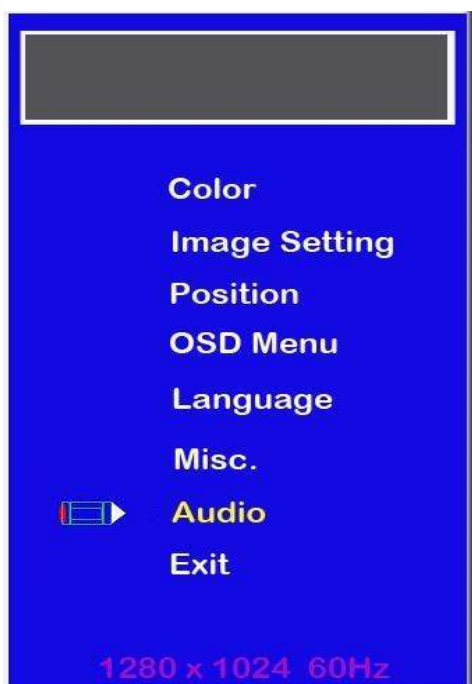 Color
Image Setting
Position
OSD Menu
Language
Misc.
Audio
Exit
1280 x 1024 60Hz